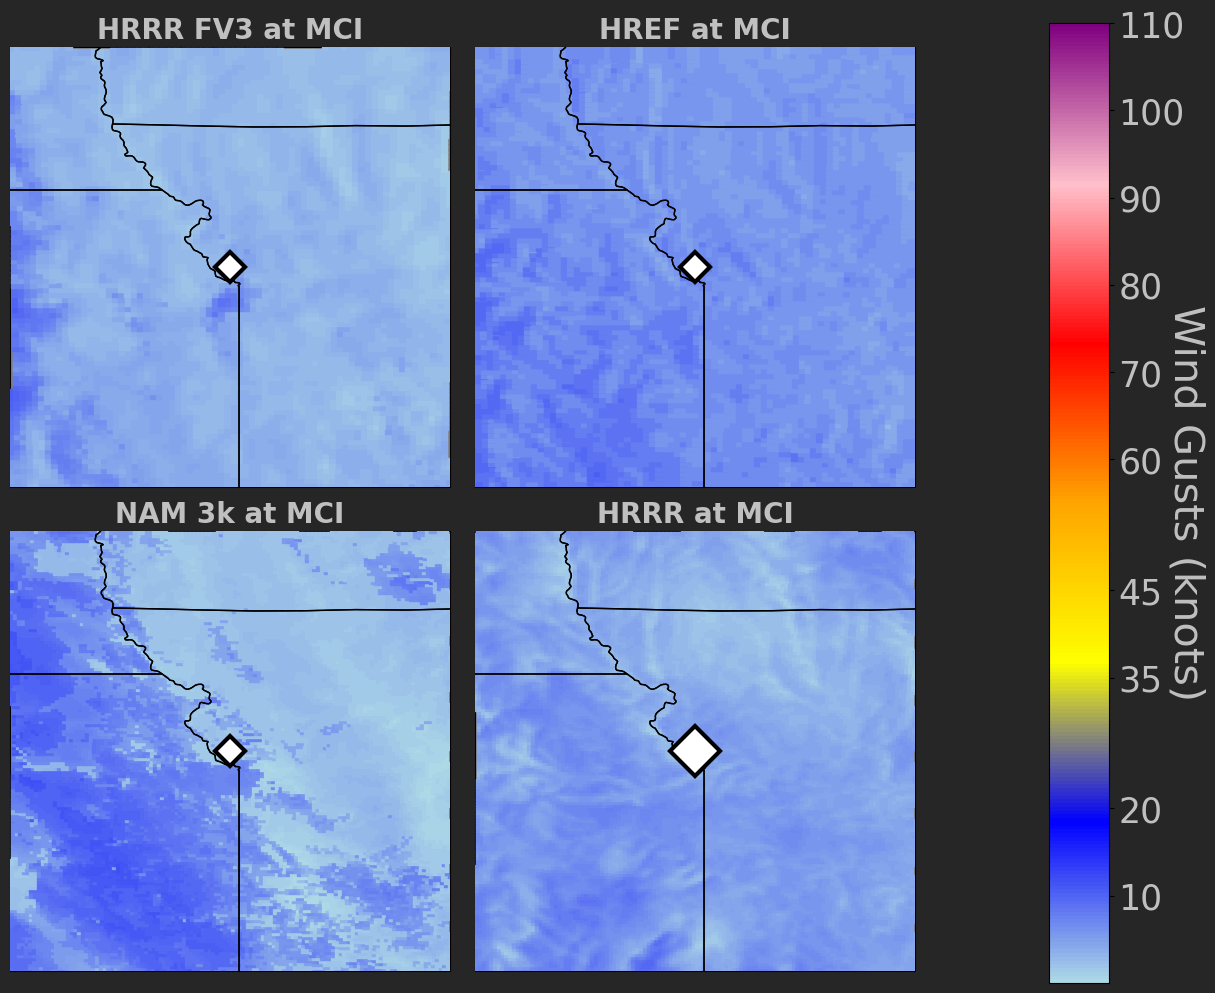 HRRR FV3 at MCI
HREF at MCI
NAM 3k at MCI
HRRR at MCI
110
100
90
80
70
60
45
35
20
10
Wind Gusts (knots)